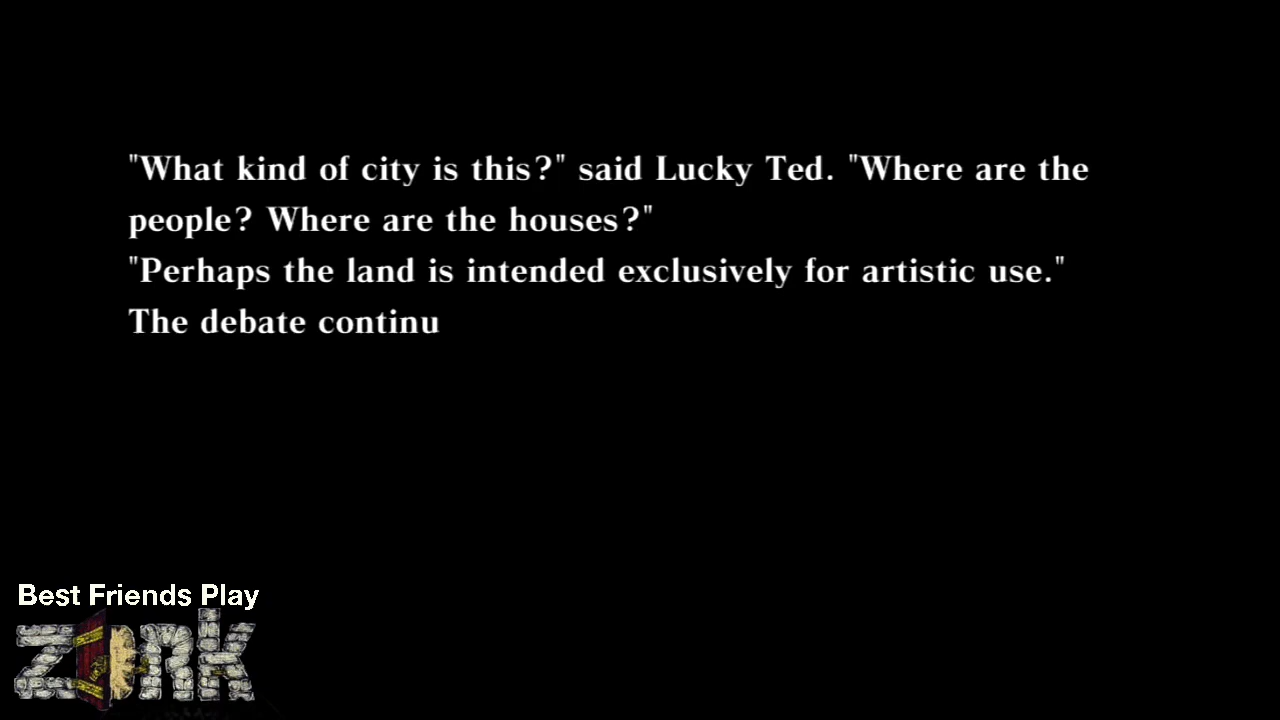 "What kind of city is this?" said Lucky Ted. "Where are the
people? Where are the houses?"
"Perhaps the land is intended exclusively for artistic use."
The debate continu
Best Friends Play
ZORK